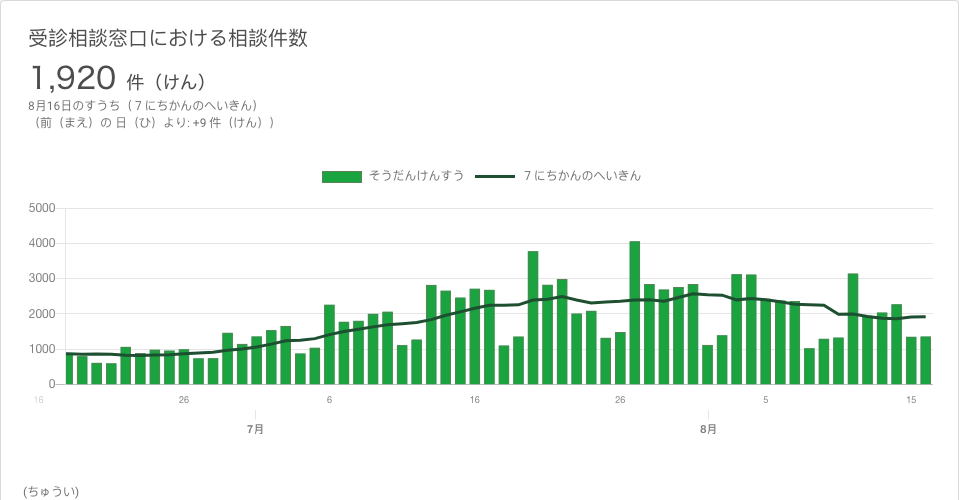 受診相談窓口における相談件数
1,920 件（けん）
8月16日のすうち（７にちかんのへいきん）
（前（まえ）の 日（ひ）より: +9 件（けん））
そうだんけんすう ７にちかんのへいきん
5000
4000
3000
2000
1000
0
16 26 6 16 26 5 15
7月 8月
(ちゅうい)